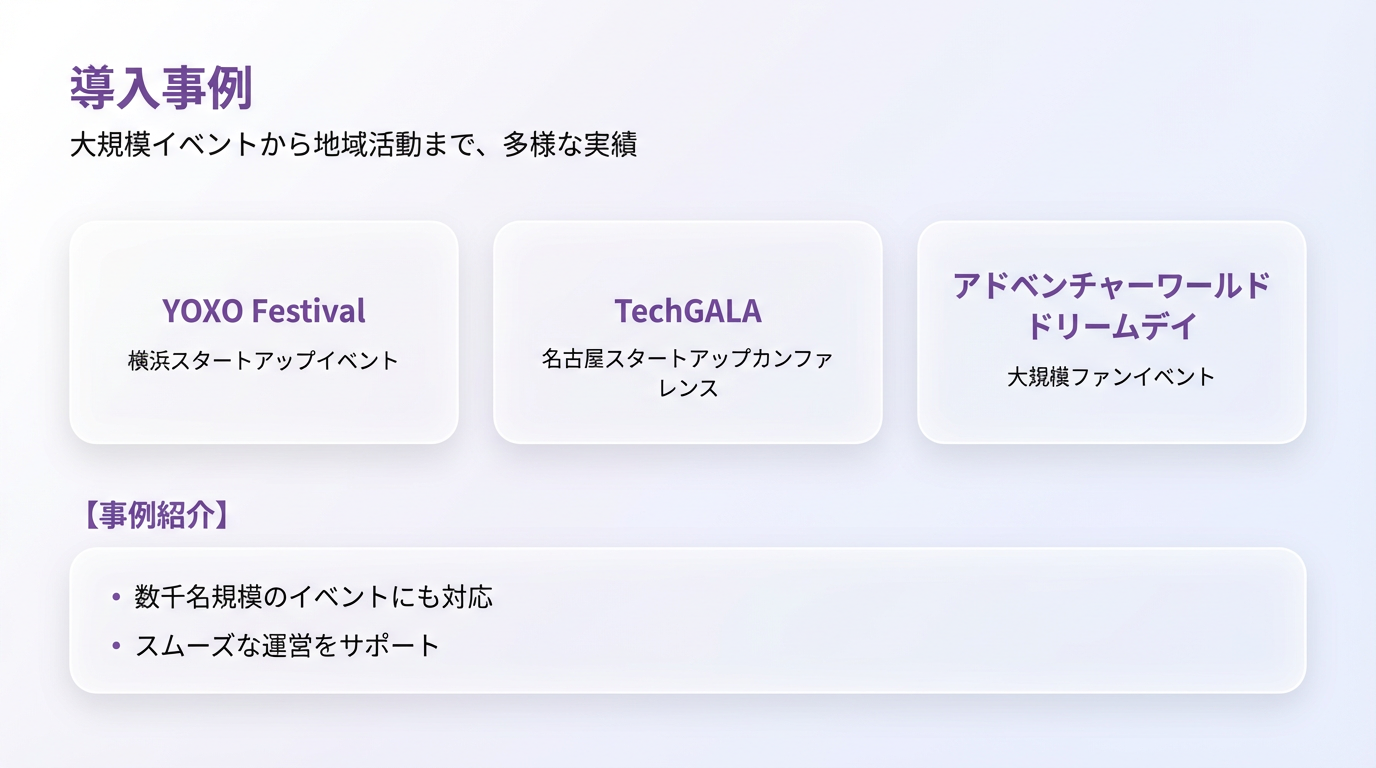 導入事例
大規模イベントから地域活動まで、多様な実績
YOXO Festival
横浜スタートアップイベント
TechGALA
名古屋スタートアップカンファ
レンス
アドベンチャーワールド
ドリームデイ
大規模ファンイベント
【事例紹介】
• 数千名規模のイベントにも対応
• スムーズな運営をサポート